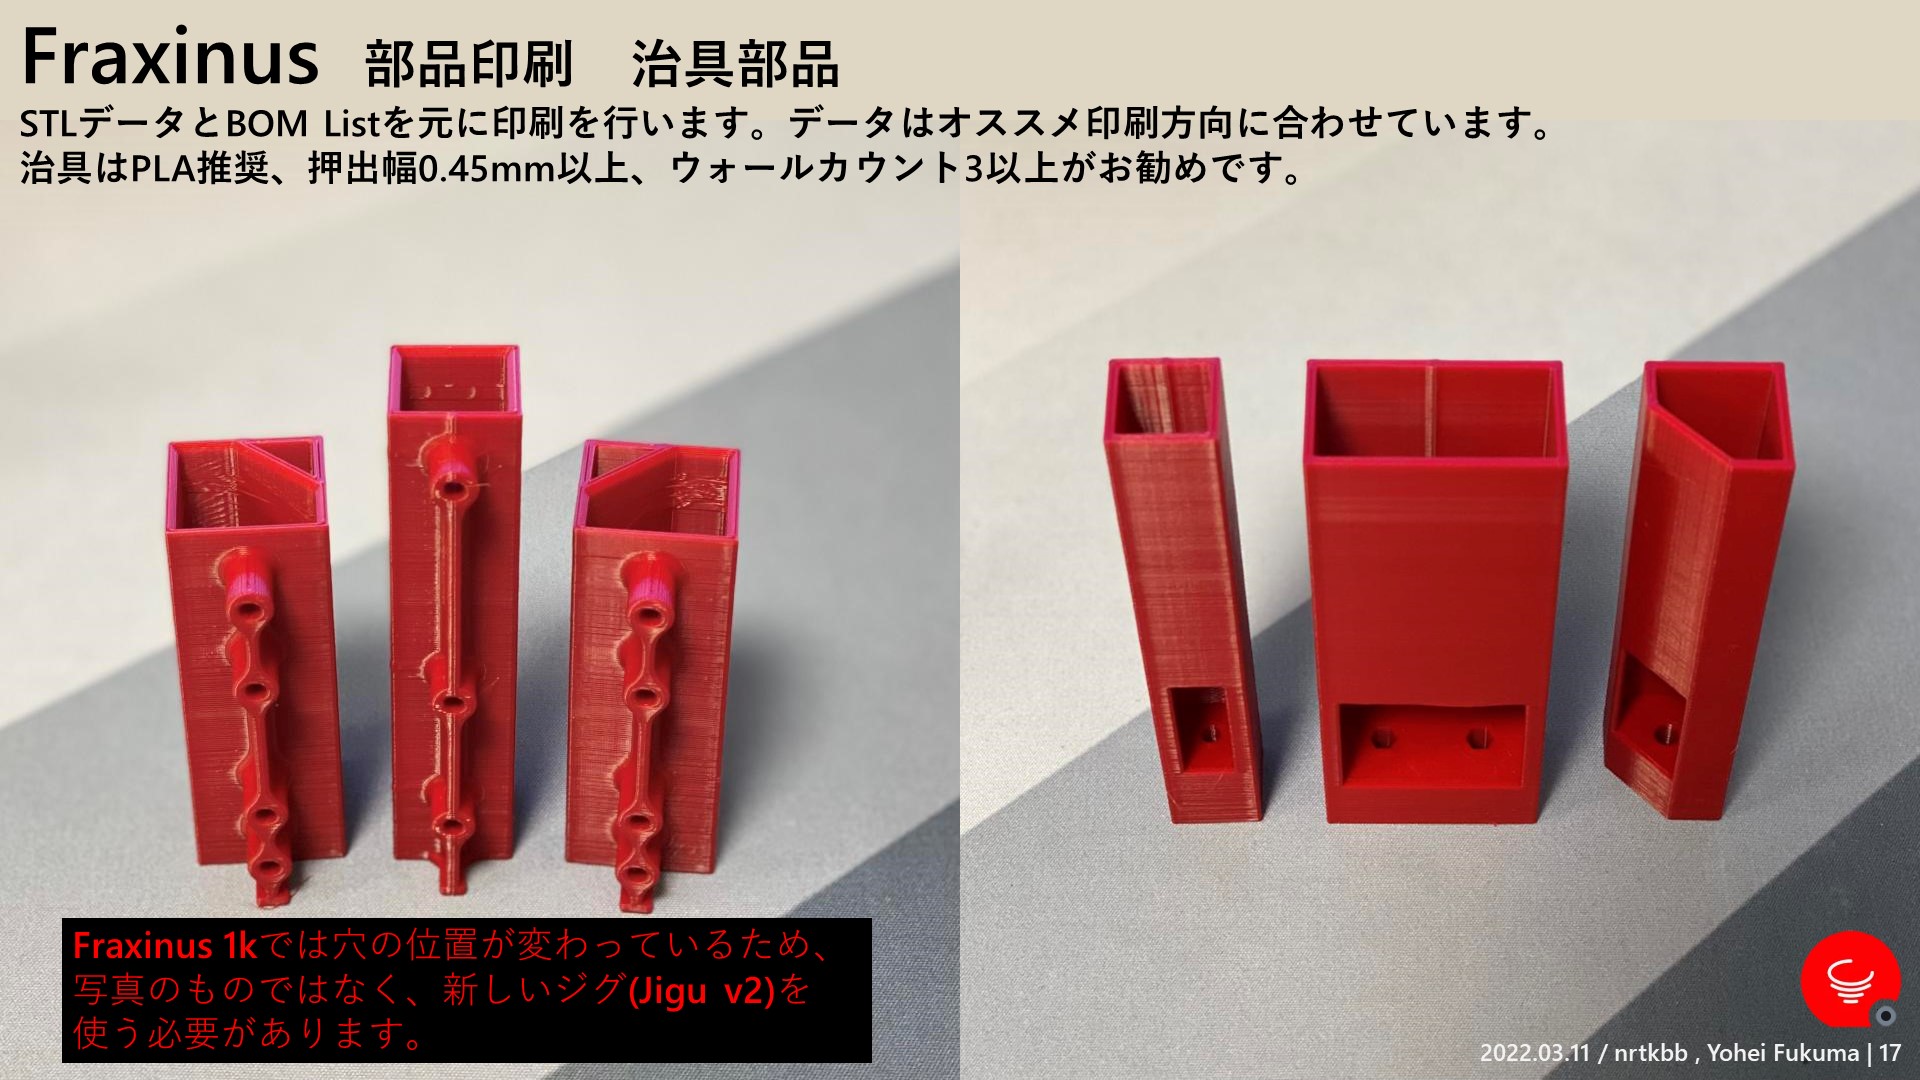 Fraxinus 部品印刷　治具部品
STLデータとBOM Listを元に印刷を行います。データはオススメ印刷方向に合わせています。
治具はPLA推奨、押出幅0.45mm以上、ウォールカウント3以上がお勧めです。
Fraxinus 1kでは穴の位置が変わっているため、
写真のものではなく、新しいジグ(Jigu v2)を
使う必要があります。
2022.03.11 / nrtkbb , Yohei Fukuma | 17